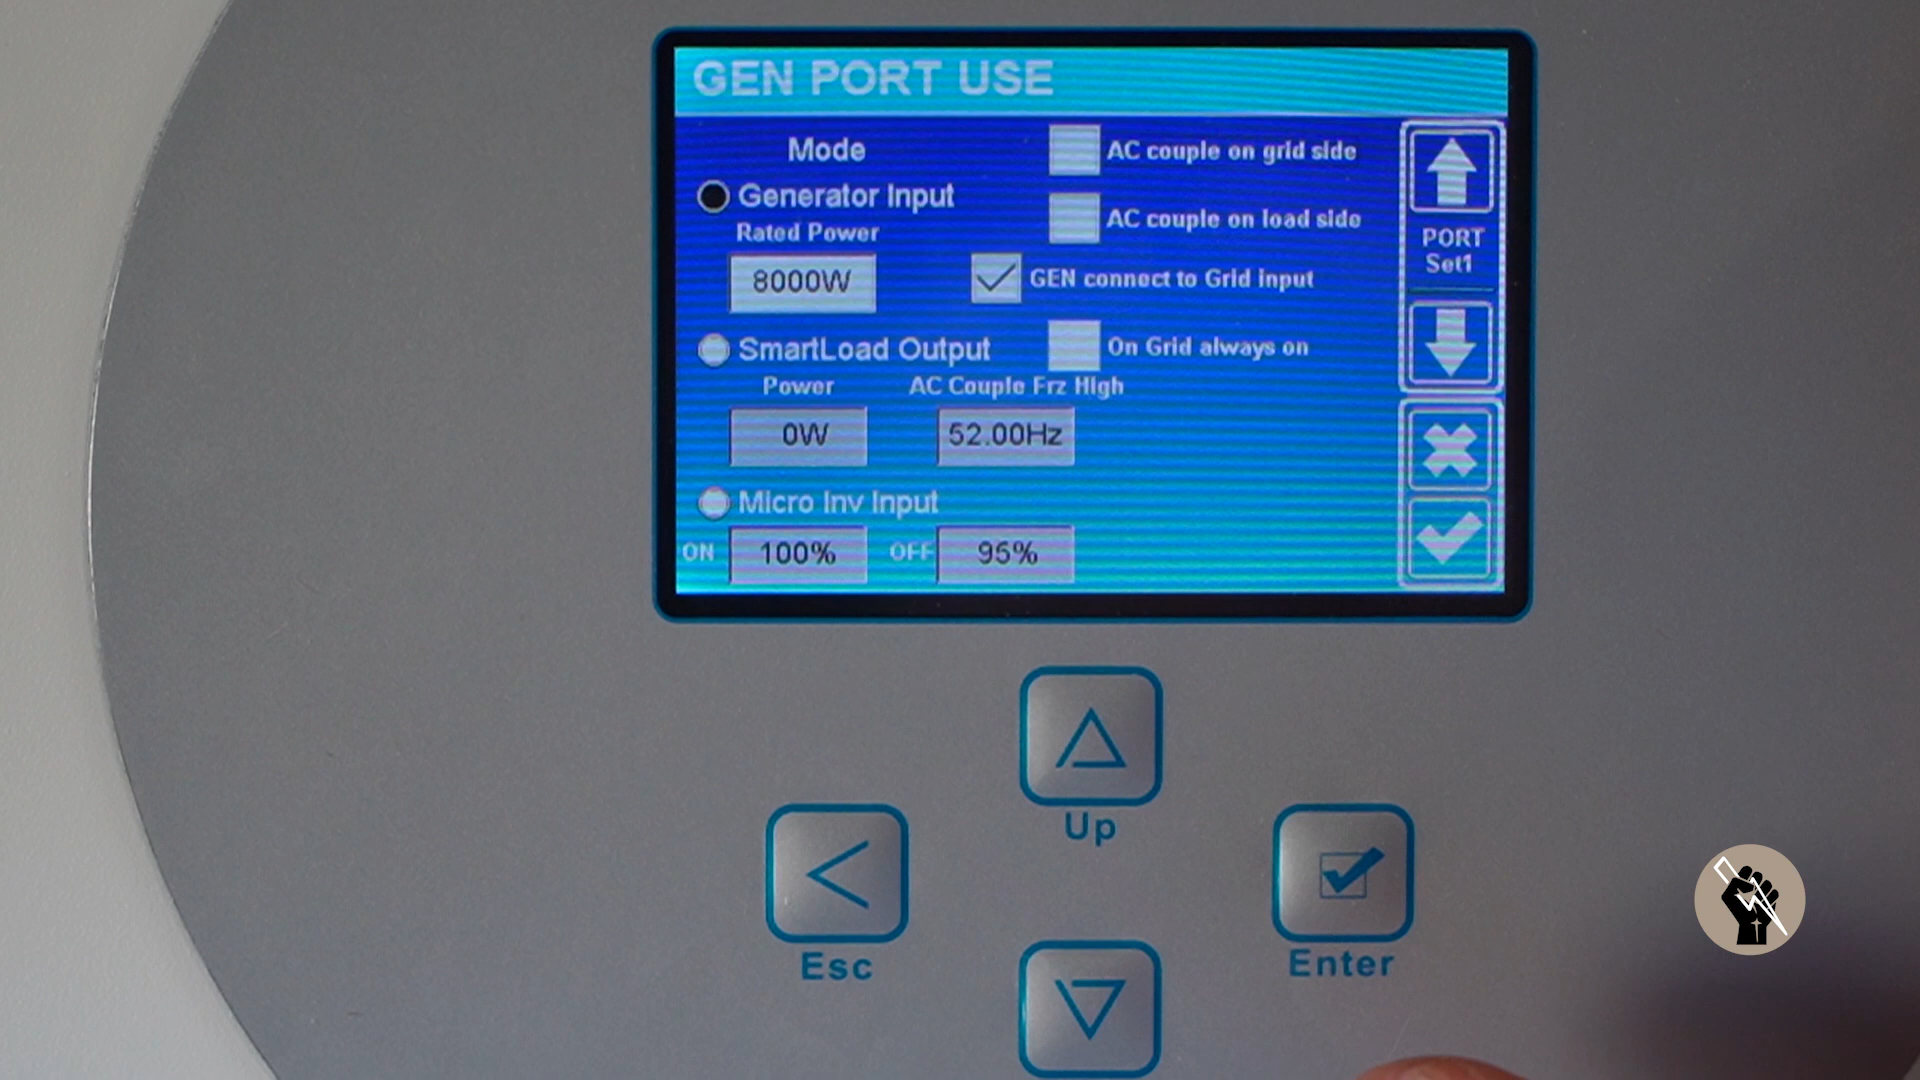 GEN PORT USE
Mode
AC couple on grid side
Generator Input
Rated Power
AC couple on load side
PORT
Set1
8000W
GEN connect to Grid input
SmartLoad Output
On Grid always on
Power
AC Couple Frz High
0W
52.00Hz
Micro Inv Input
ON
100%
OFF
95%
Up
Esc
Enter